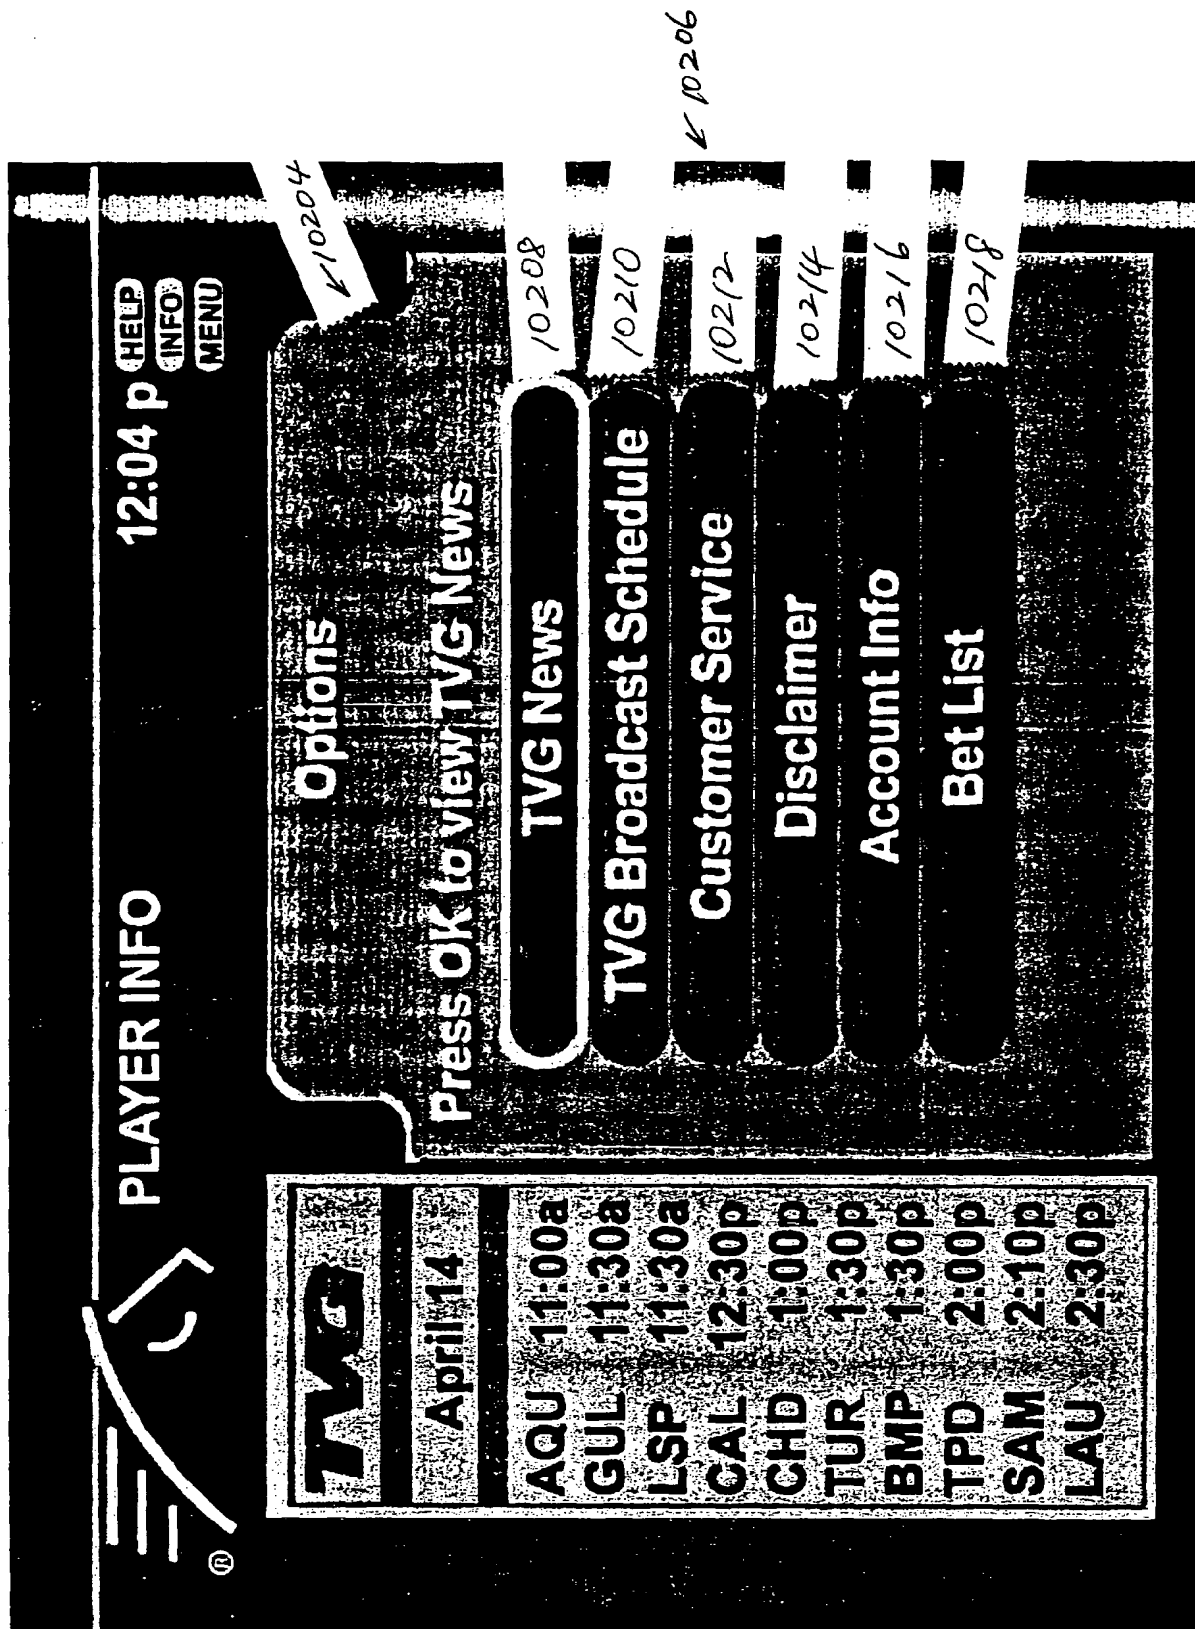 PLAYER INFO
12:04 p
HELP
INFO
MENU
®
TVG
April 14
AQU 11:00a
GUL 11:30a
LSP 11:30a
CAL 12:30p
CHD 1:00p
TUR 1:30p
BMP 1:30p
TPD 2:00p
SAM 2:10p
LAU 2:30p
Options
10204
Press OK to view TVG News
TVG News
10208
TVG Broadcast Schedule
10210
Customer Service
10212
10206
Disclaimer
10214
Account Info
10216
Bet List
10218